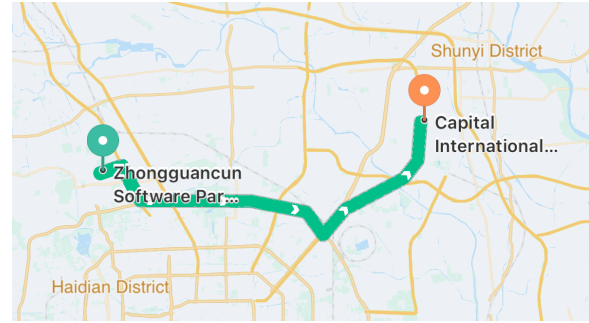 Shunyi District
Capital
International...
Zhongguancun
Software Par...
Haidian District